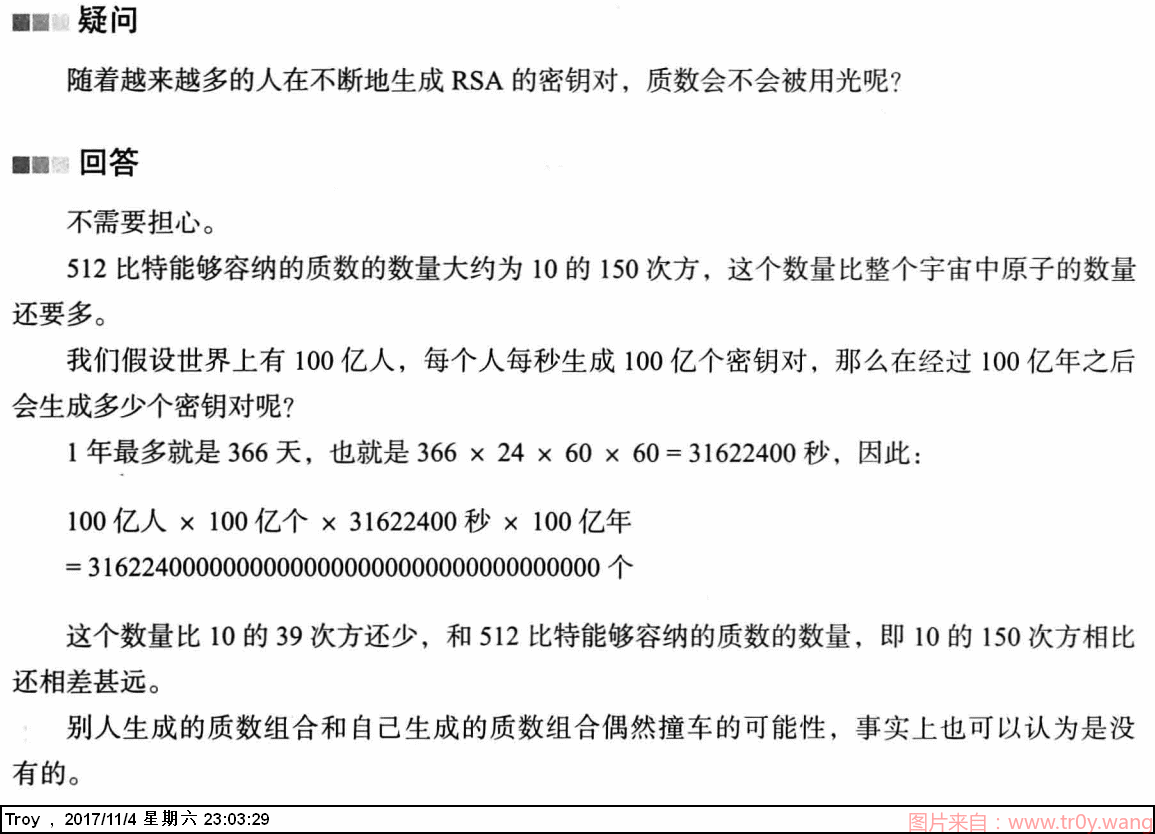 疑问
随着越来越多的人在不断地生成 RSA 的密钥对，质数会不会被用光呢？
回答
不需要担心。
512 比特能够容纳的质数的数量大约为 10 的 150 次方，这个数量比整个宇宙中原子的数量
还要多。
我们假设世界上有 100 亿人，每个人每秒生成 100 亿个密钥对，那么在经过 100 亿年之后
会生成多少个密钥对呢？
1 年最多就是 366 天，也就是 366 × 24 × 60 × 60 = 31622400 秒，因此：
100 亿人 × 100 亿个 × 31622400 秒 × 100 亿年
= 31622400000000000000000000000000000000 个
这个数量比 10 的 39 次方还少，和 512 比特能够容纳的质数的数量，即 10 的 150 次方相比
还相差甚远。
别人生成的质数组合和自己生成的质数组合偶然撞车的可能性，事实上也可以认为是没
有的。
Troy , 2017/11/4 星期六 23:03:29
图片来自：www.tr0y.wang